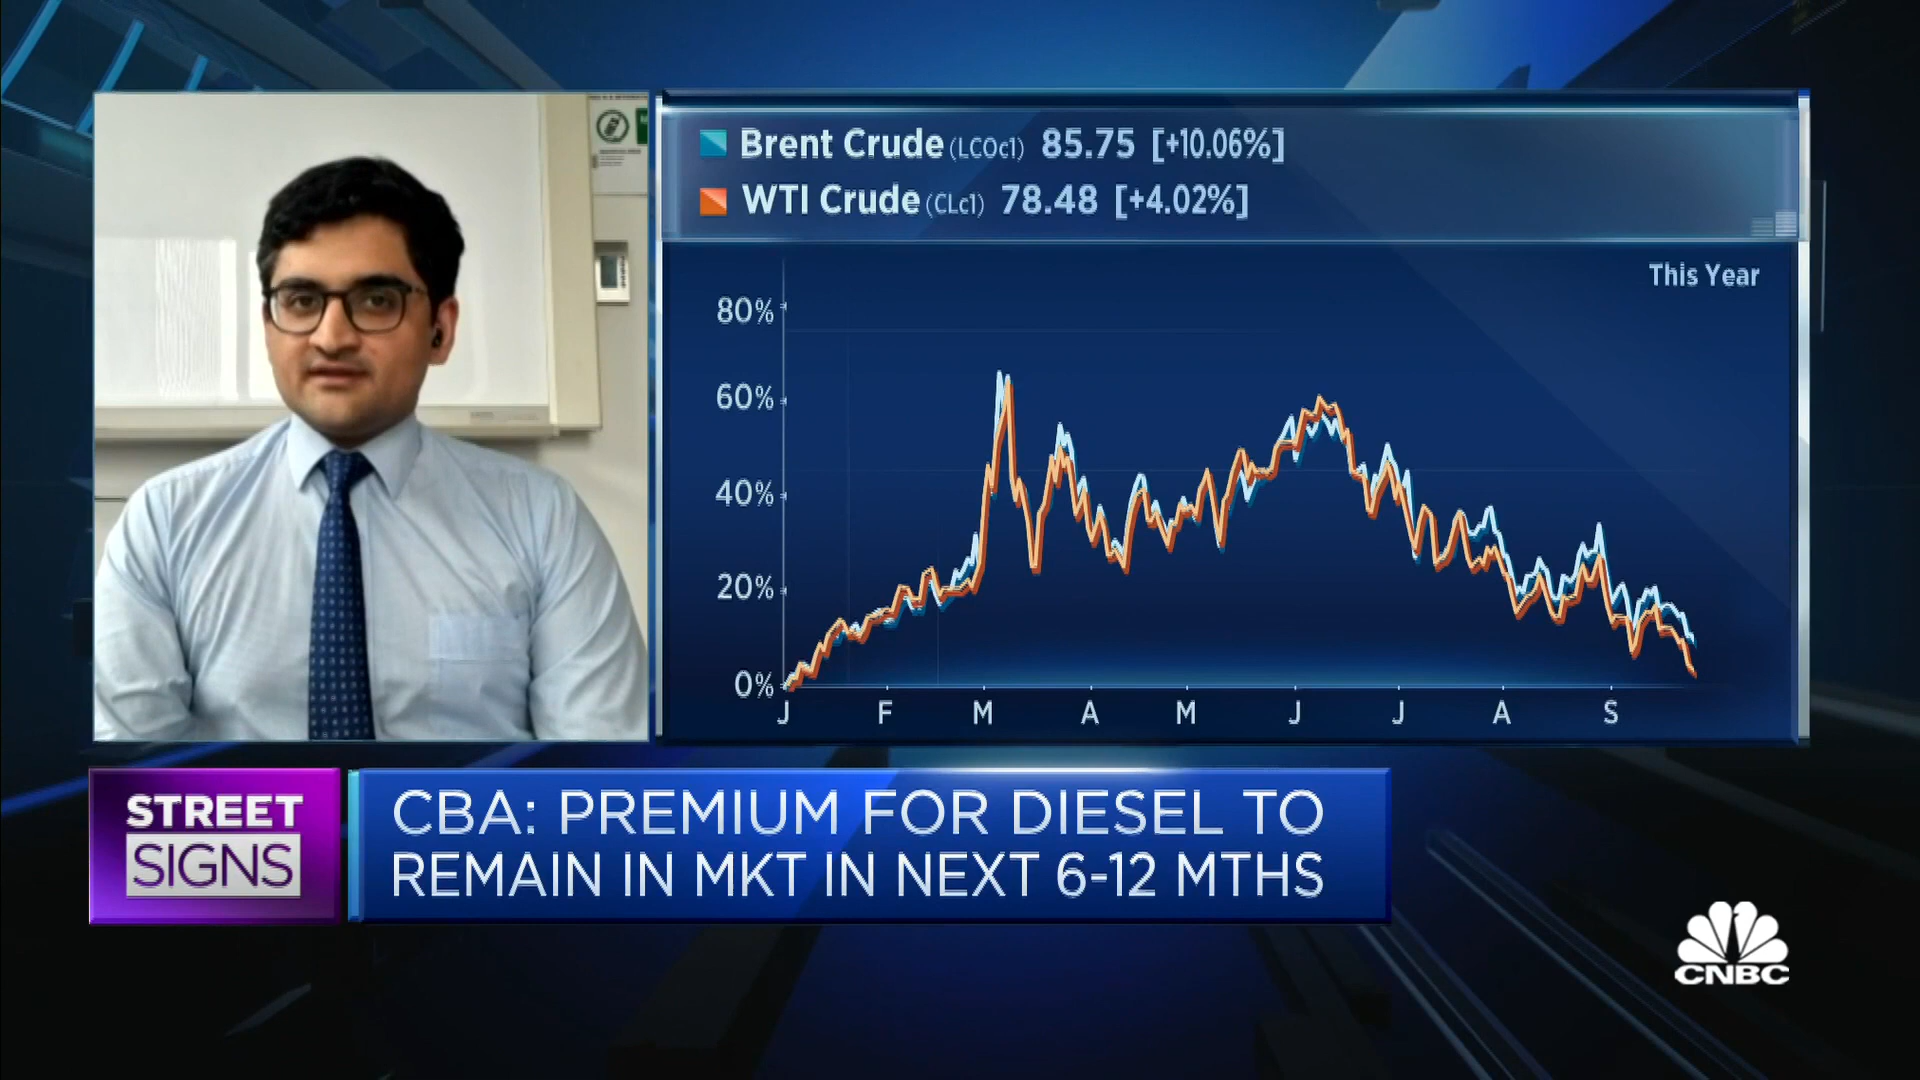 Brent Crude (LCOc1) 85.75 [+10.06%]
WTI Crude (CLc1) 78.48 [+4.02%]
This Year
80%
60%
40%
20%
0%
J F M A M J J A S
STREET
SIGNS
CBA: PREMIUM FOR DIESEL TO
REMAIN IN MKT IN NEXT 6-12 MTHS
CNBC